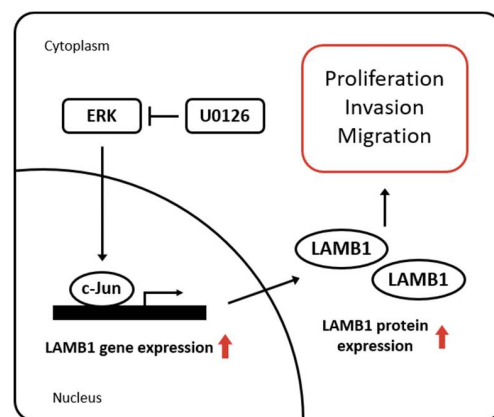 Cytoplasm
Proliferation
Invasion
Migration
ERK
U0126
LAMB1
LAMB1
c-Jun
LAMB1 gene expression
LAMB1 protein
expression
Nucleus